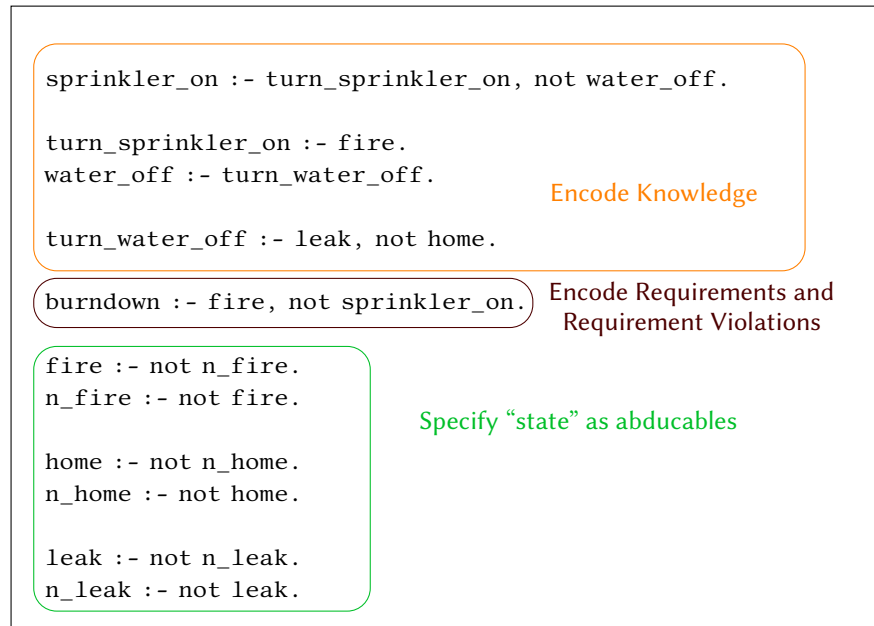 sprinkler_on :- turn_sprinkler_on, not water_off.
turn_sprinkler_on :- fire.
water_off :- turn_water_off.
Encode Knowledge
turn_water_off :- leak, not home.
burndown :- fire, not sprinkler_on.
Encode Requirements and
Requirement Violations
fire :- not n_fire.
n_fire :- not fire.
Specify “state” as abducables
home :- not n_home.
n_home :- not home.
leak :- not n_leak.
n_leak :- not leak.